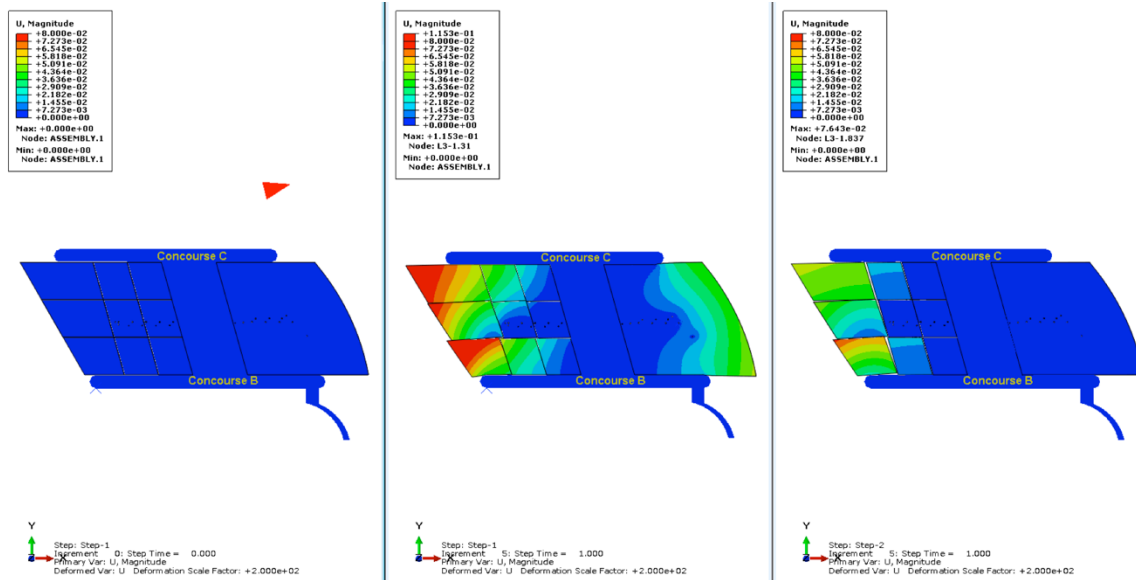 U, Magnitude
+8.000e-02
+7.273e-02
+6.545e-02
+5.818e-02
+5.091e-02
+4.364e-02
+3.636e-02
+2.909e-02
+2.182e-02
+1.455e-02
+7.273e-03
+0.000e+00
Max: +0.000e+00
Node: ASSEMBLY.1
Min: +0.000e+00
Node: ASSEMBLY.1
Concourse C
Concourse B
Y
X
Step: Step-1
Increment 0: Step Time = 0.000
Primary Var: U, Magnitude
Deformed Var: U Deformation Scale Factor: +2.000e+02
U, Magnitude
+1.153e-01
+8.000e-02
+7.273e-02
+6.545e-02
+5.818e-02
+5.091e-02
+4.364e-02
+3.636e-02
+2.909e-02
+2.182e-02
+1.455e-02
+7.273e-03
+0.000e+00
Max: +1.153e-01
Node: L3-1.31
Min: +0.000e+00
Node: ASSEMBLY.1
Concourse C
Concourse B
Y
X
Step: Step-1
Increment 5: Step Time = 1.000
Primary Var: U, Magnitude
Deformed Var: U Deformation Scale Factor: +2.000e+02
U, Magnitude
+8.000e-02
+7.273e-02
+6.545e-02
+5.818e-02
+5.091e-02
+4.364e-02
+3.636e-02
+2.909e-02
+2.182e-02
+1.455e-02
+7.273e-03
+0.000e+00
Max: +7.643e-02
Node: L3-1.837
Min: +0.000e+00
Node: ASSEMBLY.1
Concourse C
Concourse B
Y
X
Step: Step-2
Increment 5: Step Time = 1.000
Primary Var: U, Magnitude
Deformed Var: U Deformation Scale Factor: +2.000e+02